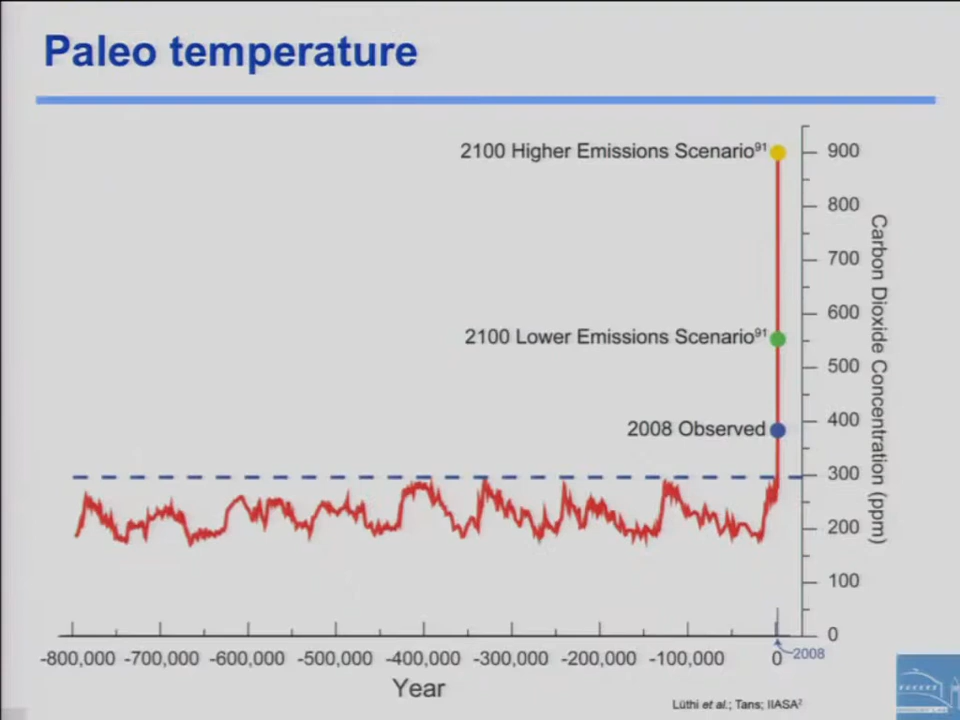 Paleo temperature
2100 Higher Emissions Scenario⁹¹
2100 Lower Emissions Scenario⁹¹
2008 Observed
900
800
700
600
500
400
300
200
100
0
Carbon Dioxide Concentration (ppm)
-800,000 -700,000 -600,000 -500,000 -400,000 -300,000 -200,000 -100,000 0 2008
Year
Lüthi et al.; Tans; IIASA²